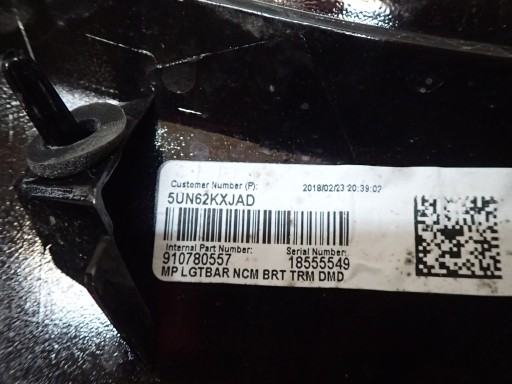 Customer Number (P): 2018/02/23 20:39:02
5UN62KXJAD
Internal Part Number: Serial Number:
910780557 18555549
MP LGTBAR NCM BRT TRM DMD